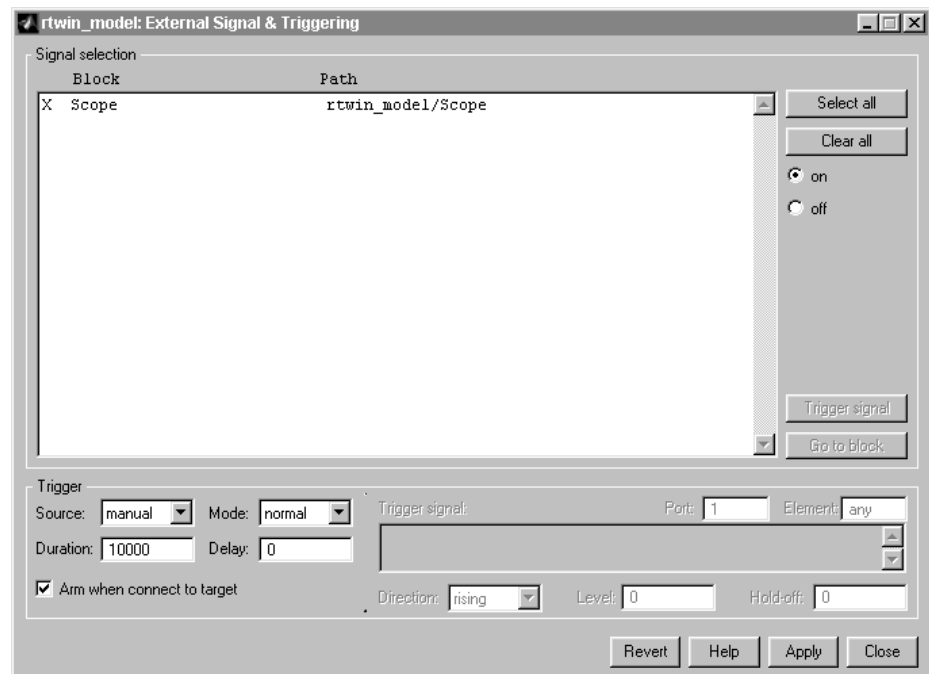 rtwin_model: External Signal & Triggering
Signal selection
Block Path
X Scope rtwin_model/Scope
Select all
Clear all
on
off
Trigger signal
Go to block
Trigger
Source: manual Mode: normal
Duration: 10000 Delay: 0
Arm when connect to target
Trigger signal: Port: 1 Element: any
Direction: rising Level: 0 Hold-off: 0
Revert Help Apply Close